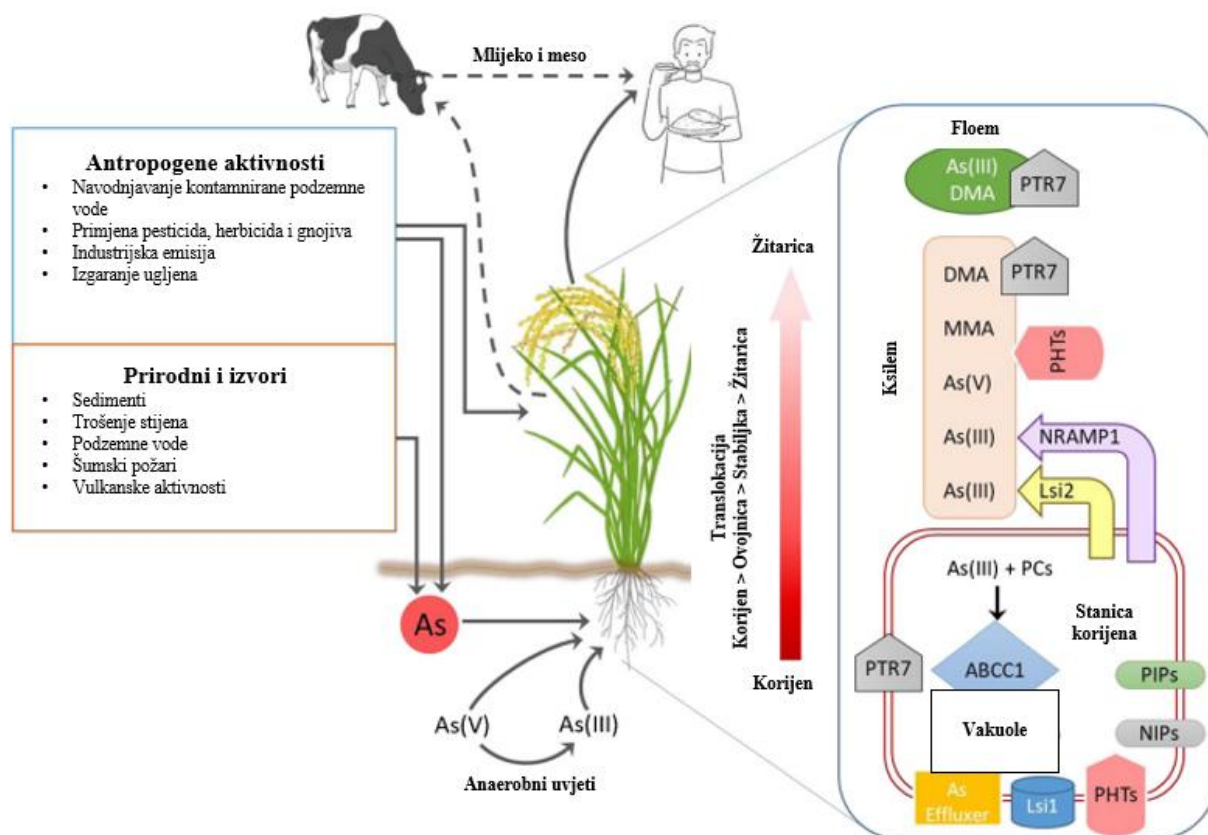 Mlijeko i meso
Antropogene aktivnosti
• Navodnjavanje kontamnirane podzemne
vode
• Primjena pesticida, herbicida i gnojiva
• Industrijska emisija
• Izgaranje ugljena
Prirodni i izvori
• Sedimenti
• Trošenje stijena
• Podzemne vode
• Šumski požari
• Vulkanske aktivnosti
As
As(V)
As(III)
Anaerobni uvjeti
Žitarica
Translokacija
Korijen > Ovojnica > Stabiljka > Žitarica
Korijen
Floem
As(III)
DMA
PTR7
Ksilem
DMA
PTR7
MMA
PHTs
As(V)
As(III)
NRAMP1
As(III)
Lsi2
As(III) + PCs
Stanica
korijena
PTR7
ABCC1
PIPs
Vakuole
NIPs
As
Effluxer
Lsi1
PHTs